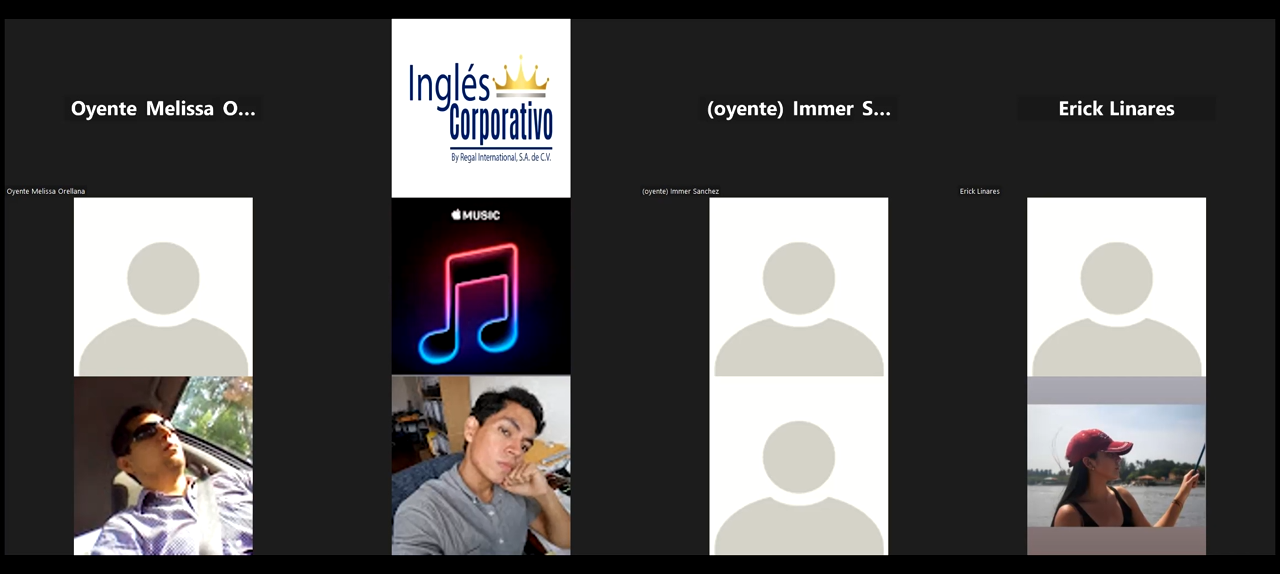 Oyente Melissa O...
Inglés
Corporativo
By Regal International, S.A. de C.V.
(oyente) Immer S...
Erick Linares
Oyente Melissa Orellana
(oyente) Immer Sanchez
Erick Linares
MUSIC